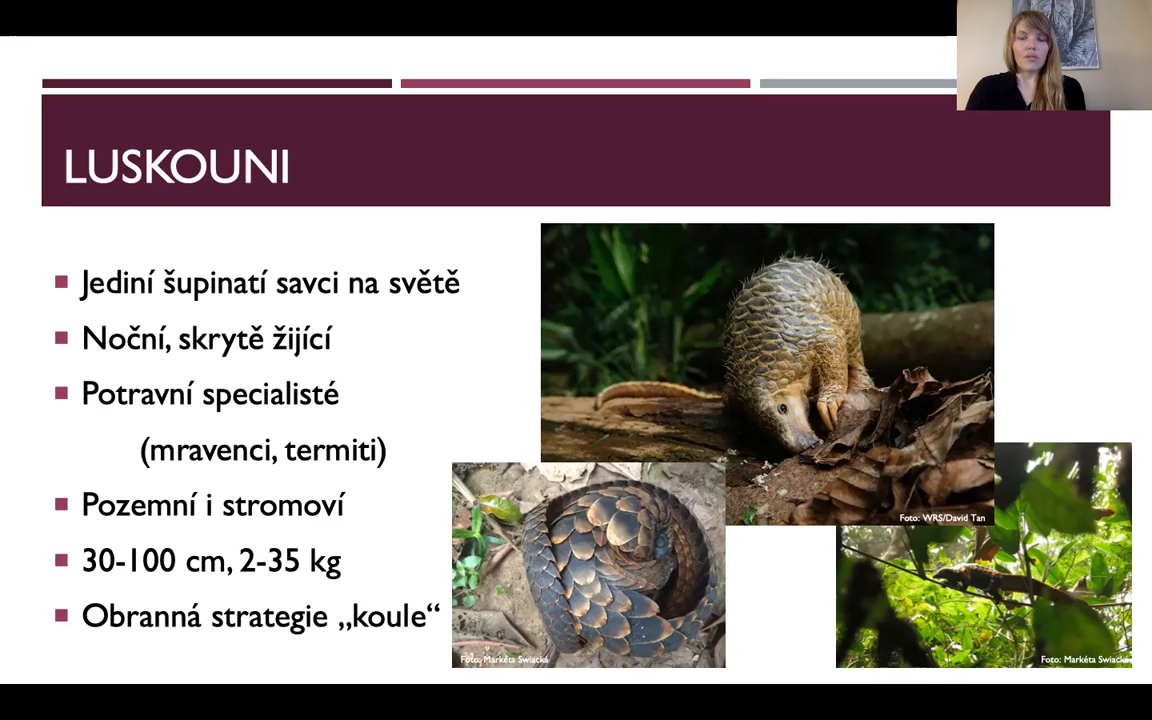 LUSKOUNI
Jediní šupinatí savci na světě
Noční, skrytě žijící
Potravní specialisté
(mravenci, termiti)
Pozemní i stromoví
30-100 cm, 2-35 kg
Obranná strategie „koule“
Foto: WRS/David Tan
Foto: Markéta Swiacká
Foto: Markéta Swiacká